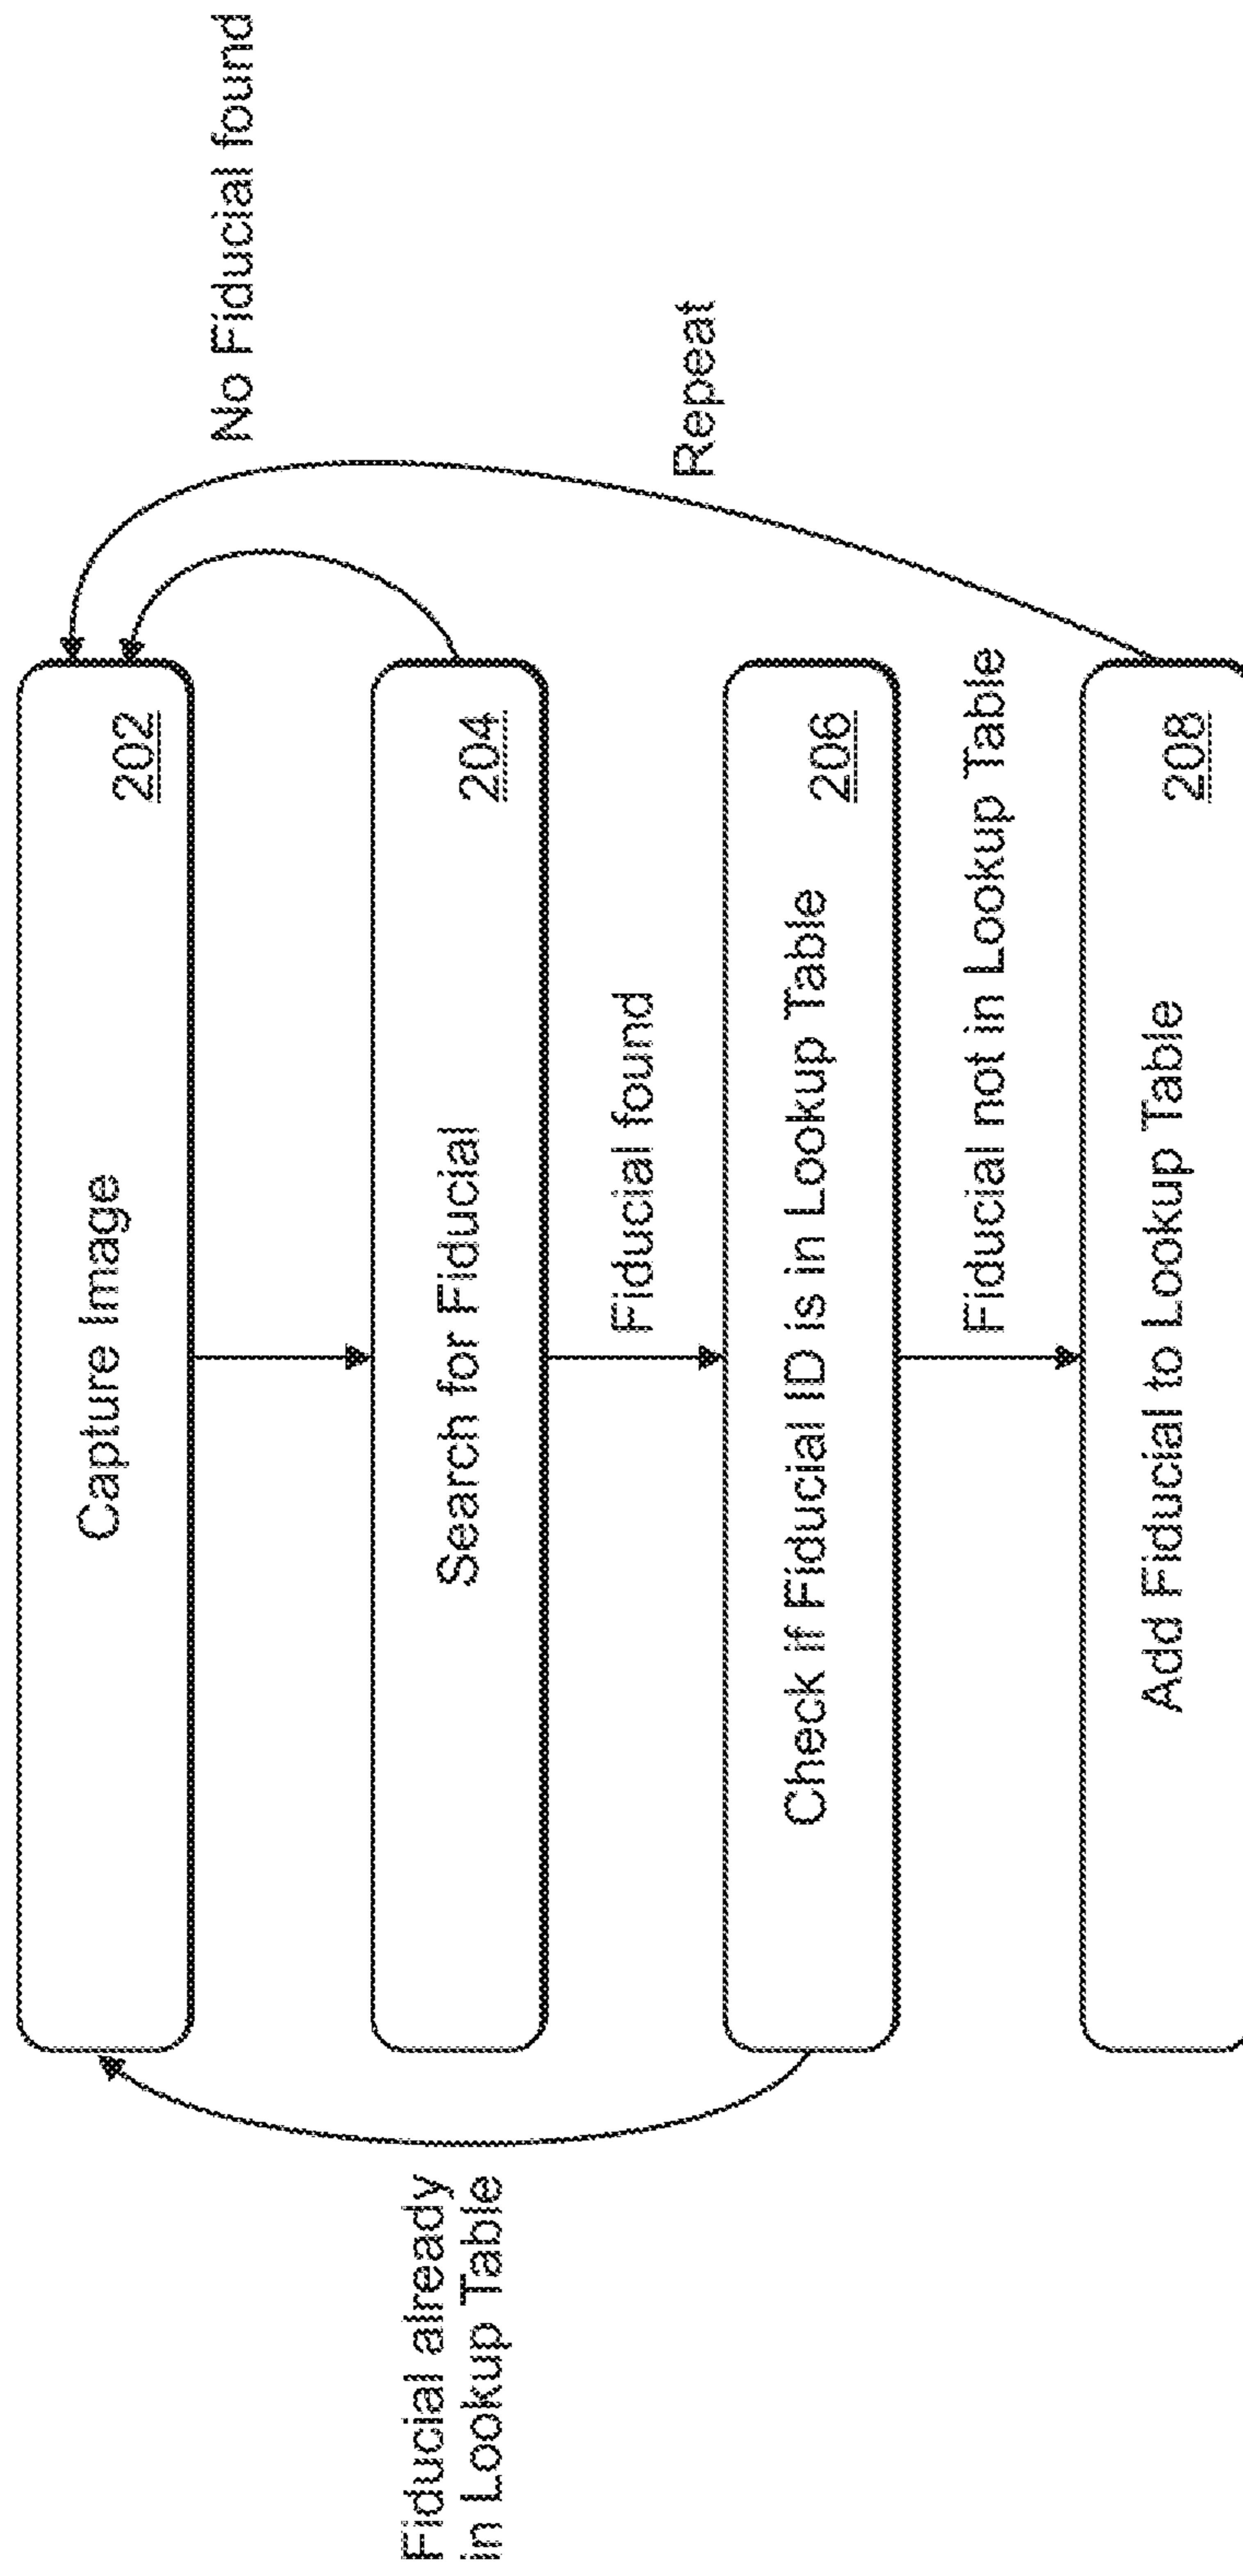 Capture Image
202
No Fiducial found
Search for Fiducial
204
Fiducial already
in Lookup Table
Fiducial found
Repeat
Check if Fiducial ID is in Lookup Table
206
Fiducial not in Lookup Table
Add Fiducial to Lookup Table
208